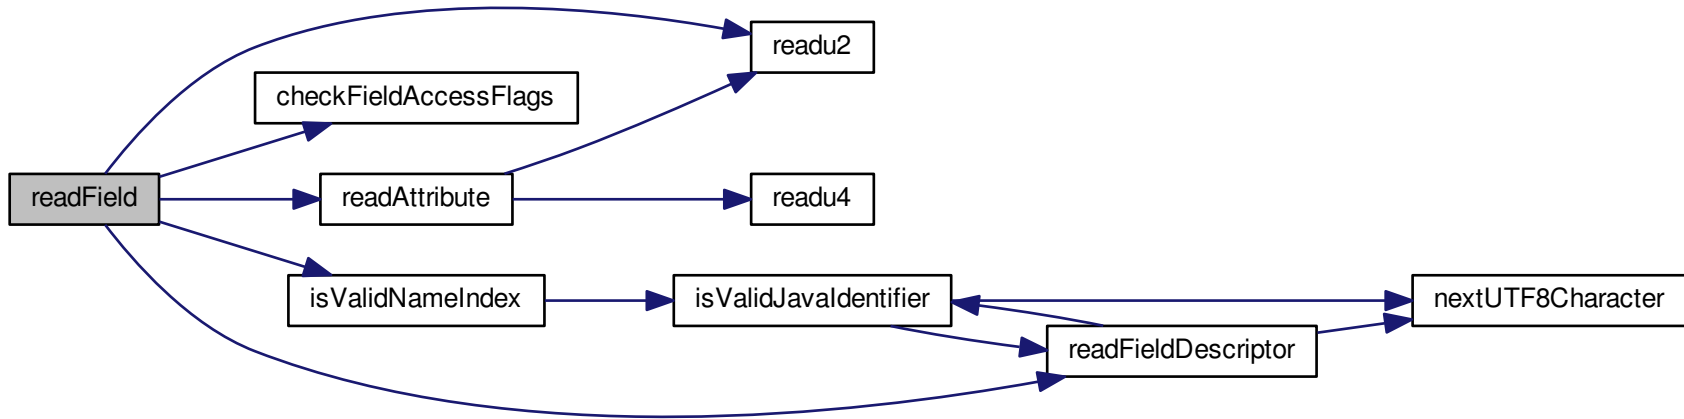 readu2
checkFieldAccessFlags
readField
readAttribute
readu4
isValidNameIndex
isValidJavaIdentifier
nextUTF8Character
readFieldDescriptor